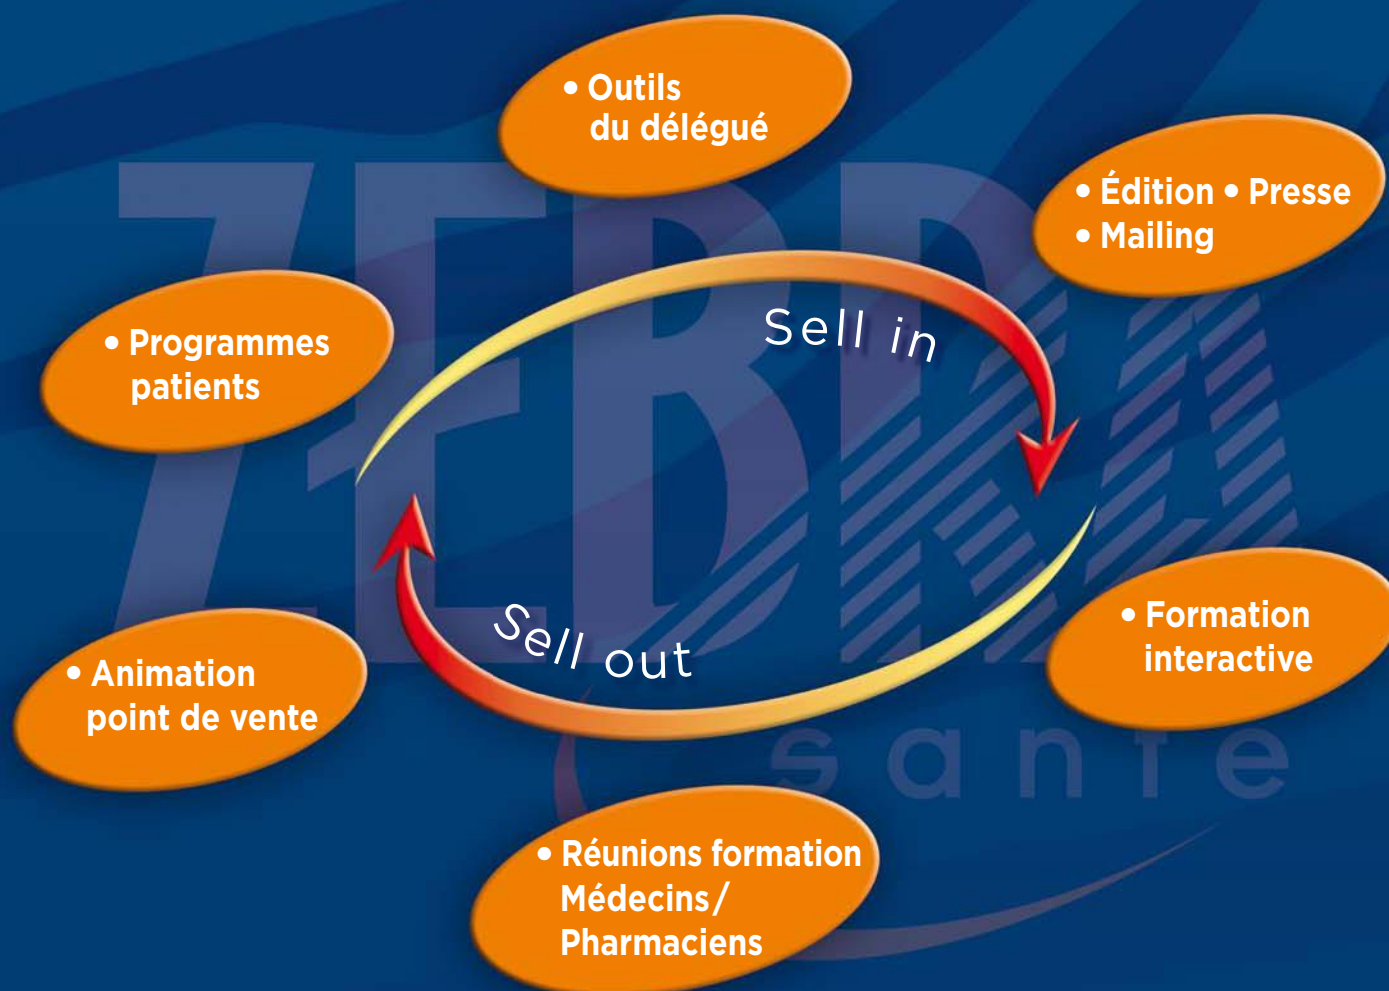 • Outils
du délégué
• Édition • Presse
• Mailing
• Programmes
patients
Sell in
Sell out
• Formation
interactive
• Animation
point de vente
• Réunions formation
Médecins/
Pharmaciens
ZEBRA
santé